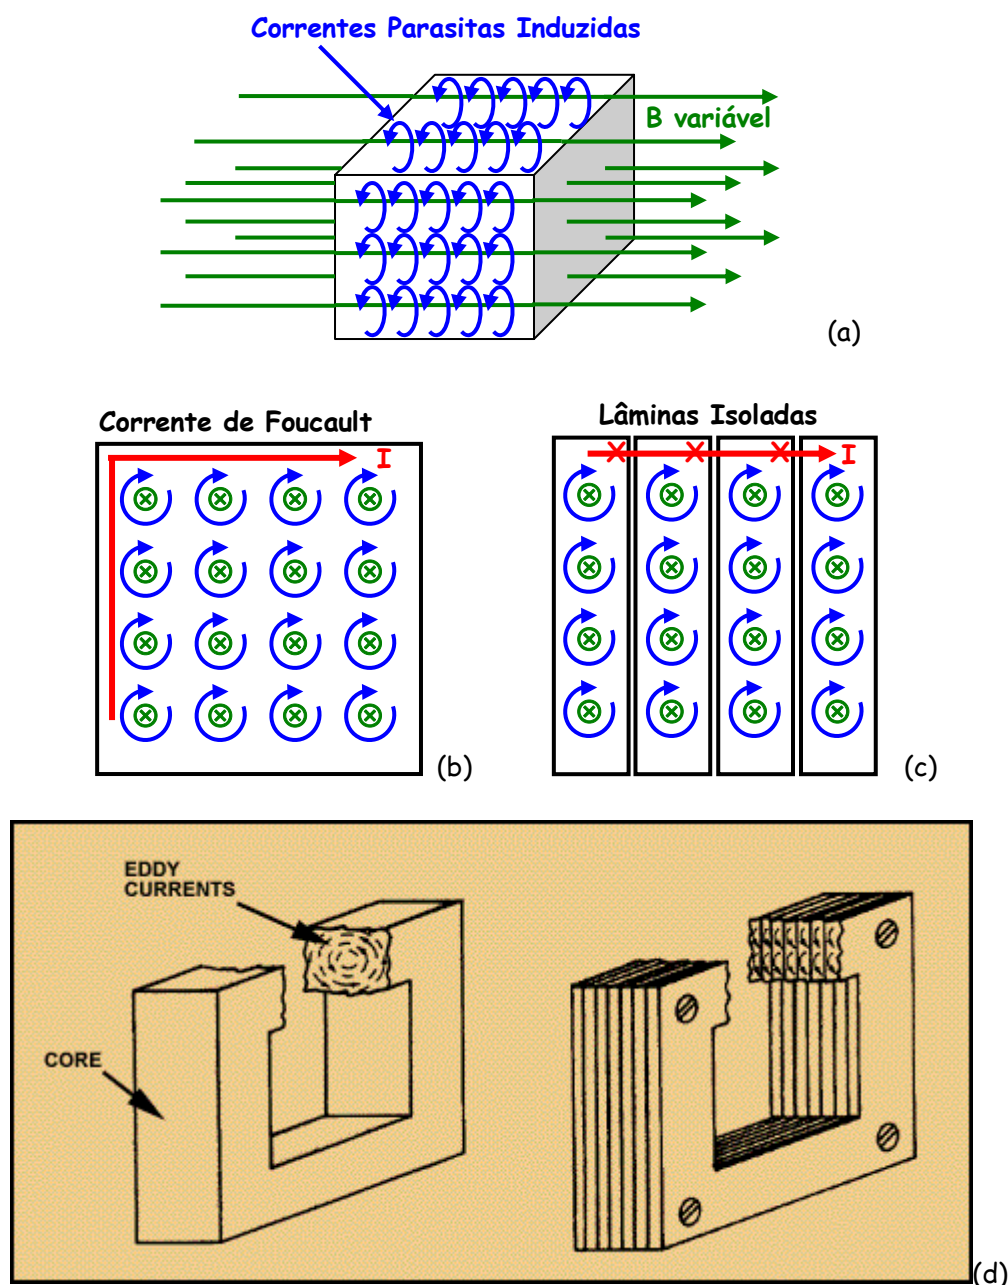 Correntes Parasitas Induzidas
B variável
(a)
Corrente de Foucault
I
(b)
Lâminas Isoladas
I
(c)
EDDY
CURRENTS
CORE
(d)